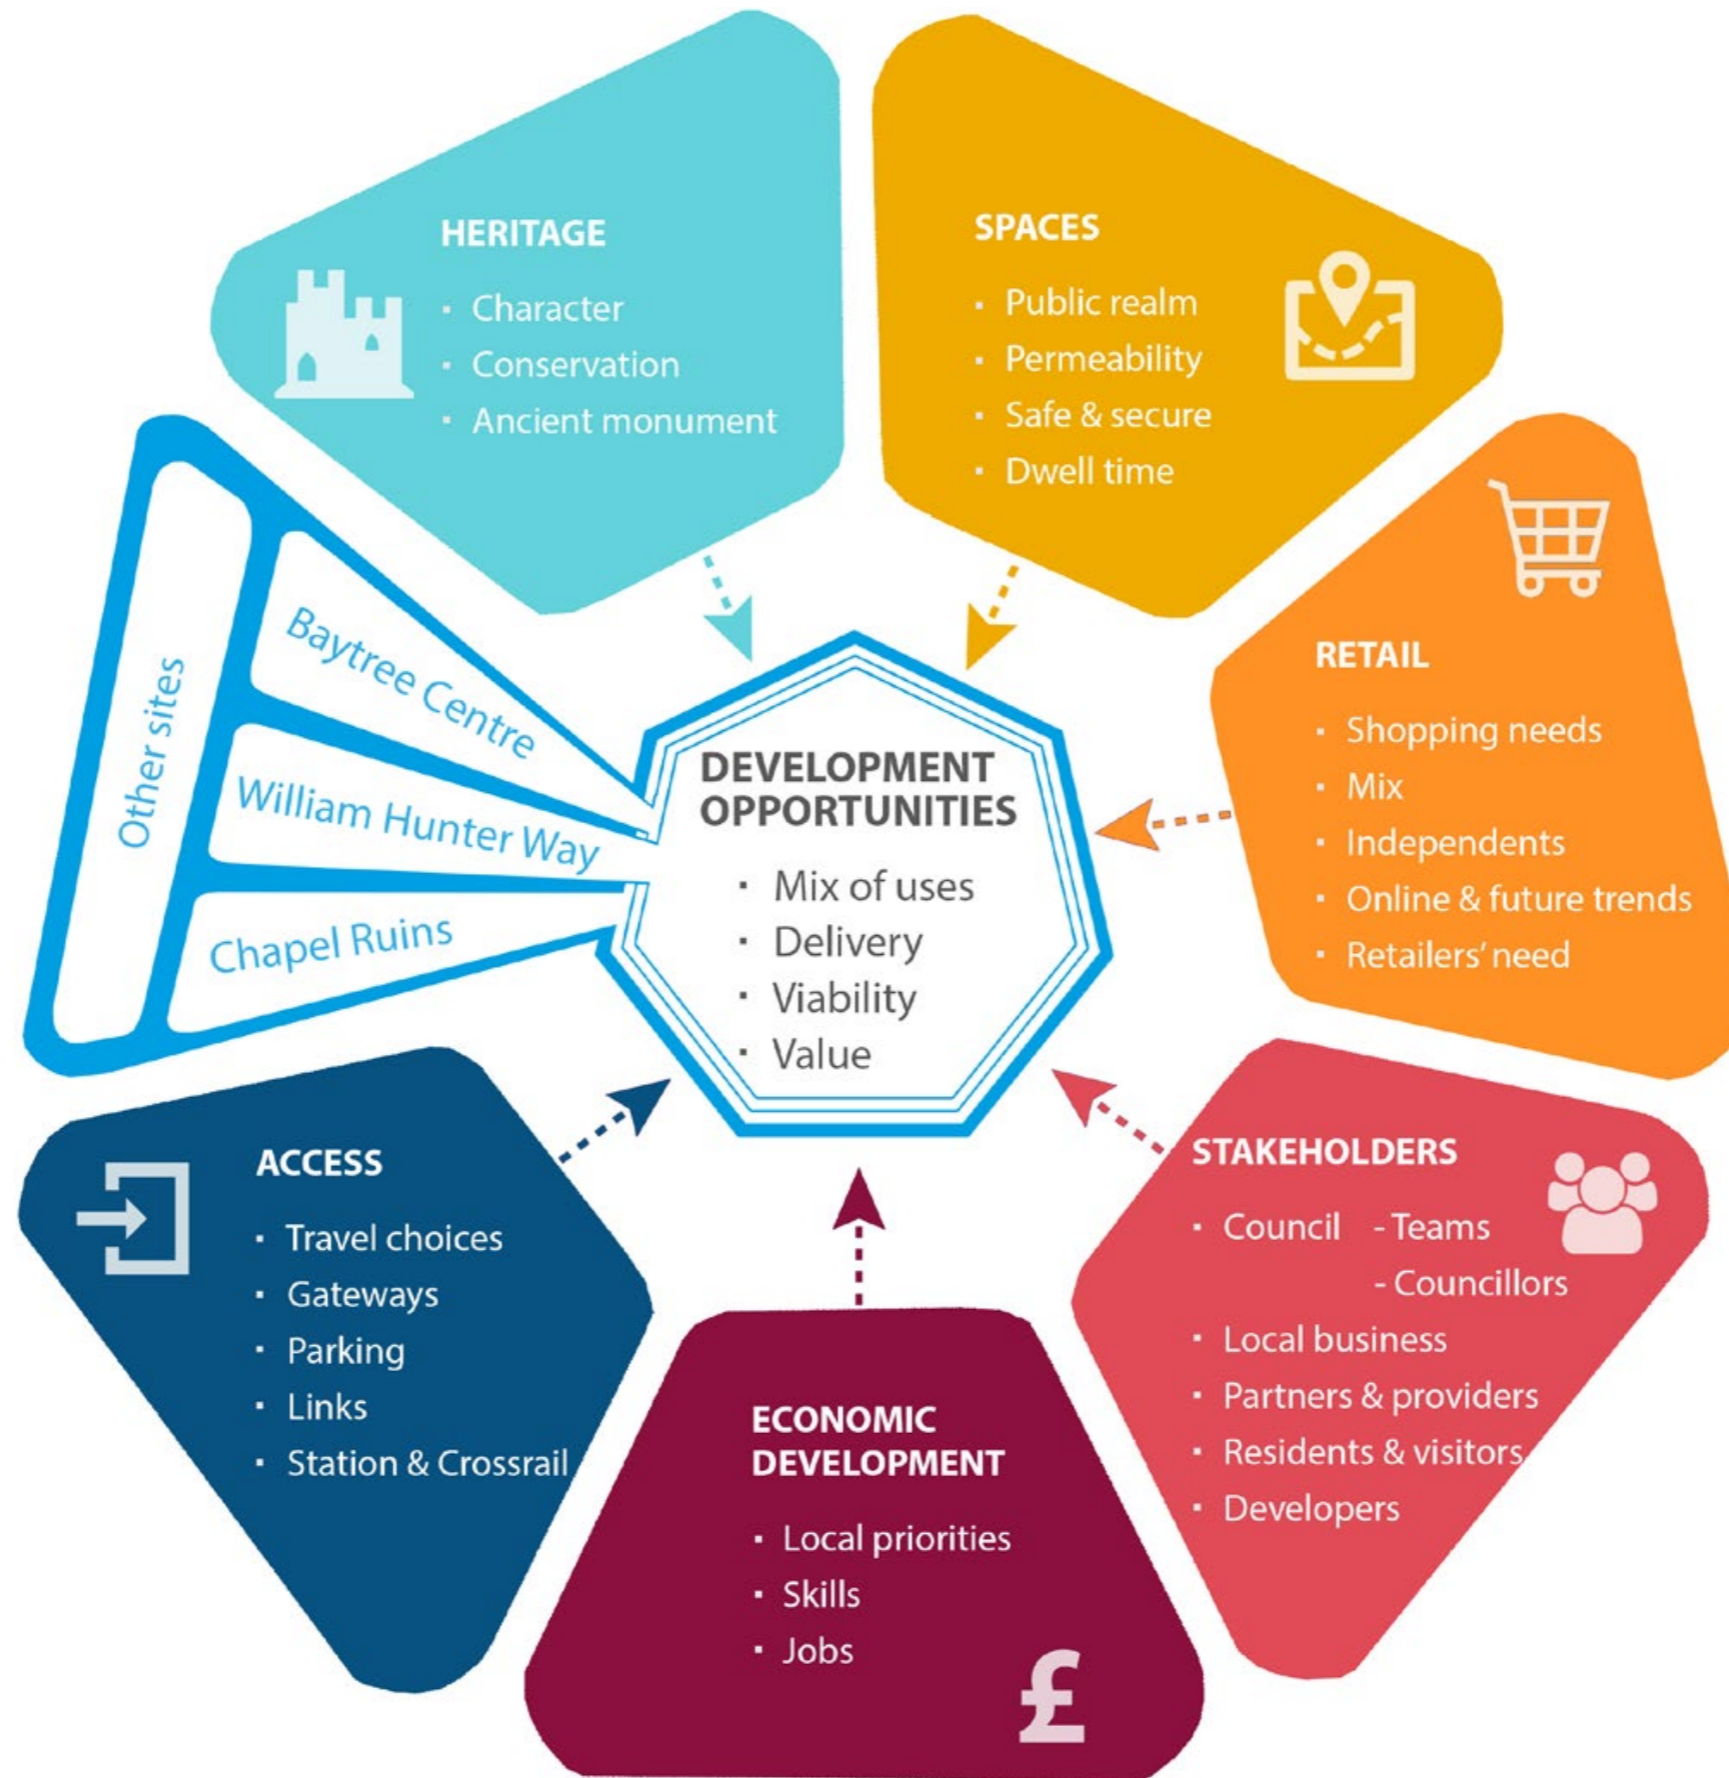 HERITAGE
· Character
· Conservation
· Ancient monument
SPACES
· Public realm
· Permeability
· Safe & secure
· Dwell time
RETAIL
· Shopping needs
· Mix
· Independents
· Online & future trends
· Retailers' need
STAKEHOLDERS
· Council - Teams
- Councillors
· Local business
· Partners & providers
· Residents & visitors
· Developers
ECONOMIC
DEVELOPMENT
· Local priorities
· Skills
· Jobs
£
ACCESS
· Travel choices
· Gateways
· Parking
· Links
· Station & Crossrail
Other sites
Baytree Centre
William Hunter Way
Chapel Ruins
DEVELOPMENT
OPPORTUNITIES
· Mix of uses
· Delivery
· Viability
· Value